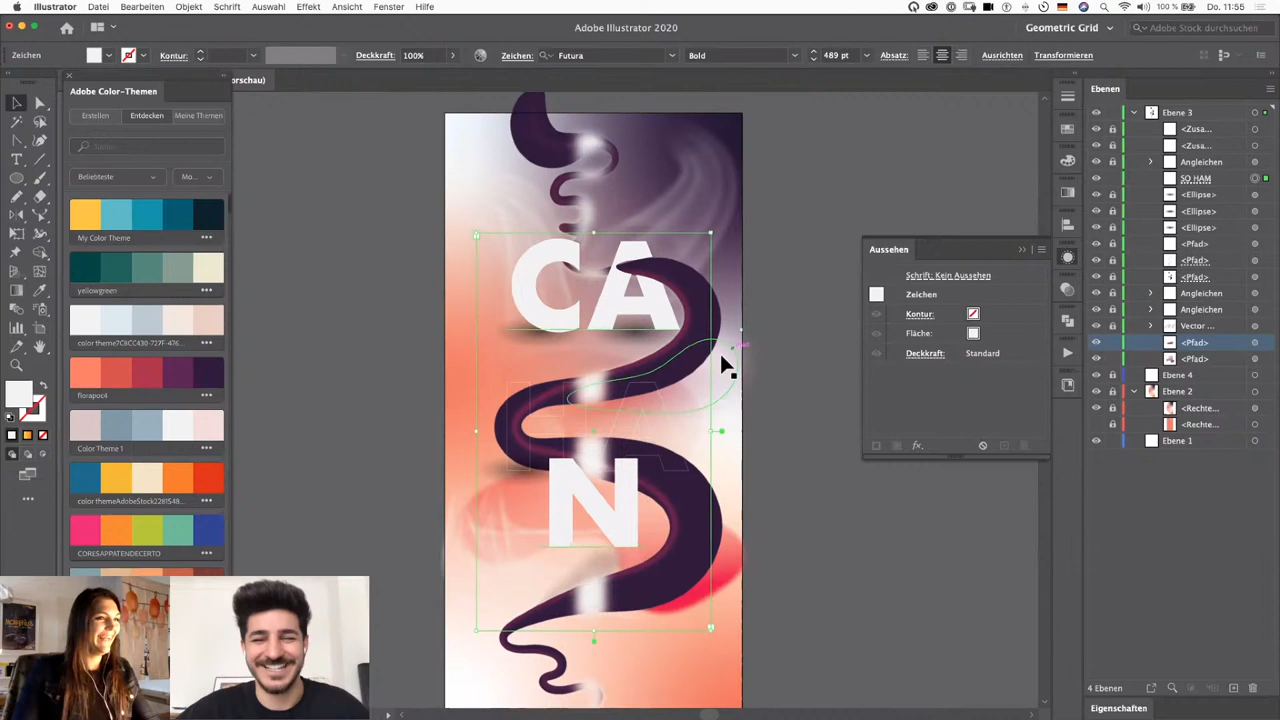 Illustrator Datei Bearbeiten Objekt Schrift Auswahl Effekt Ansicht Fenster Hilfe 100 % Do. 11:55
Adobe Illustrator 2020 Geometric Grid Adobe Stock durchsuchen
Zeichen Kontur: Deckkraft: 100% Zeichen: Futura Bold 489 pt Absatz: Ausrichten Transformieren
orschau)
Adobe Color-Themen
Erstellen Entdecken Meine Themen
Suchen
Beliebteste Mo...
My Color Theme
yellowgreen
color theme7C8CC430-727F-476...
florapoc4
Color Theme 1
color themeAdobeStock2281548...
CORESAPPATENDECERTO
CA
N
Aussehen
Schrift: Kein Aussehen
Zeichen
Kontur:
Fläche:
Deckkraft: Standard
fx.
Ebenen
Ebene 3
<Zusa...
<Zusa...
Angleichen
SO HAM
<Ellipse>
<Ellipse>
<Ellipse>
<Pfad>
<Pfad>
<Pfad>
Angleichen
Angleichen
Vector ...
<Pfad>
<Pfad>
Ebene 4
Ebene 2
<Rechte...
<Rechte...
Ebene 1
4 Ebenen
Eigenschaften